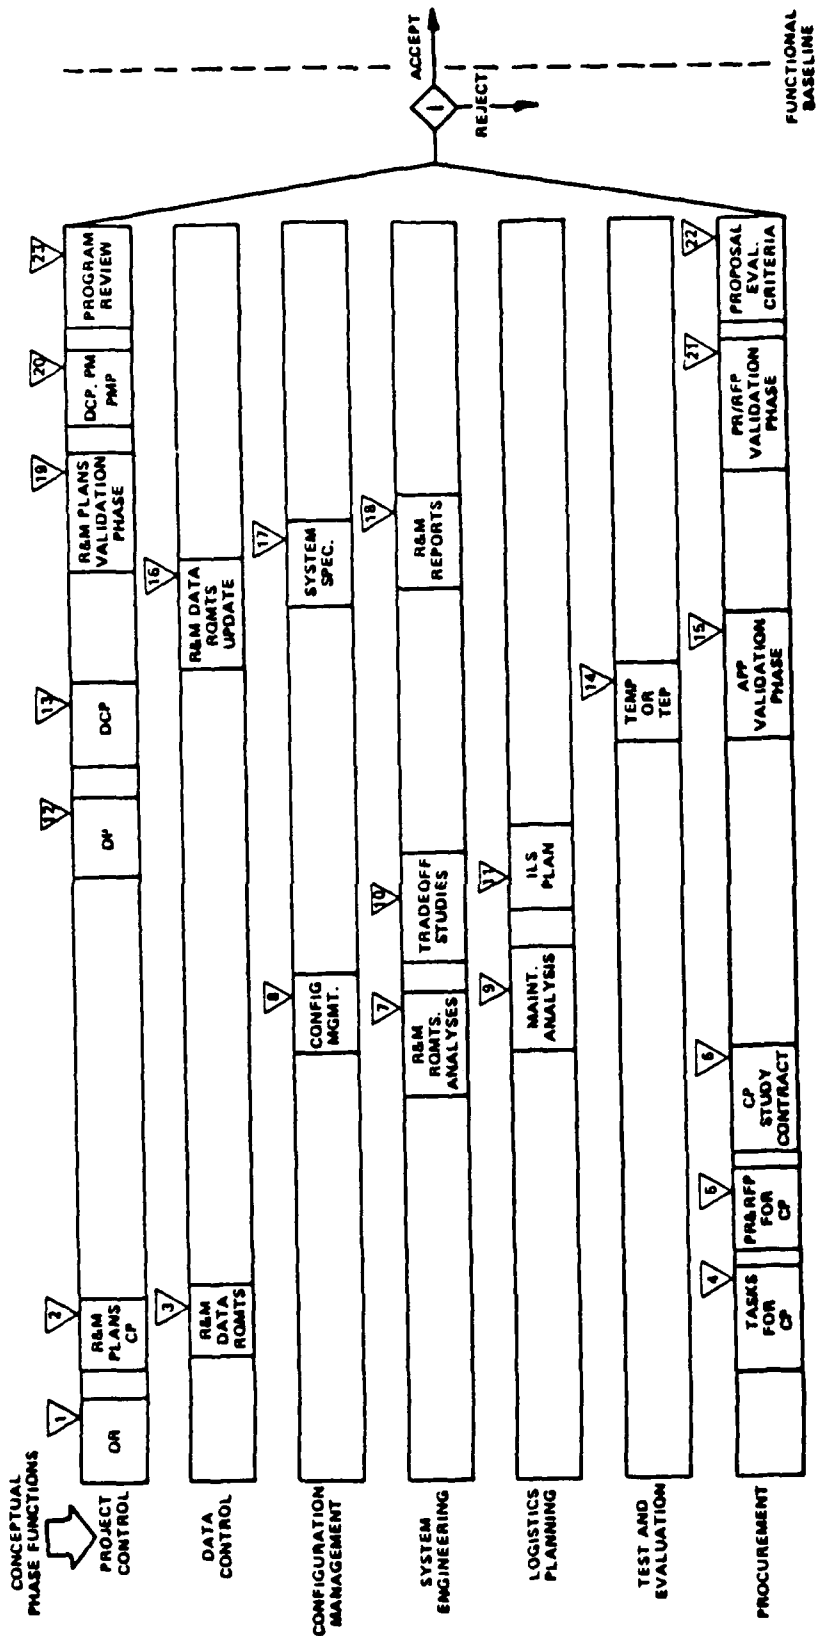 CONCEPTUAL
PHASE FUNCTIONS
PROJECT
CONTROL
1
OR
2
R&M
PLANS
CP
12
DP
13
DCP
19
R&M PLANS
VALIDATION
PHASE
20
DCP, PM
PMP
23
PROGRAM
REVIEW
DATA
CONTROL
3
R&M
DATA
RQMTS
16
R&M DATA
RQMTS
UPDATE
CONFIGURATION
MANAGEMENT
8
CONFIG
MGMT.
17
SYSTEM
SPEC.
SYSTEM
ENGINEERING
7
R&M
RQMTS.
ANALYSES
10
TRADEOFF
STUDIES
18
R&M
REPORTS
LOGISTICS
PLANNING
9
MAINT.
ANALYSIS
11
ILS
PLAN
TEST AND
EVALUATION
14
TEMP
OR
TEP
PROCUREMENT
4
TASKS
FOR
CP
5
PR&RFP
FOR
CP
6
CP
STUDY
CONTRACT
15
APP
VALIDATION
PHASE
21
PR/RFP
VALIDATION
PHASE
22
PROPOSAL
EVAL.
CRITERIA
I
ACCEPT
REJECT
FUNCTIONAL
BASELINE